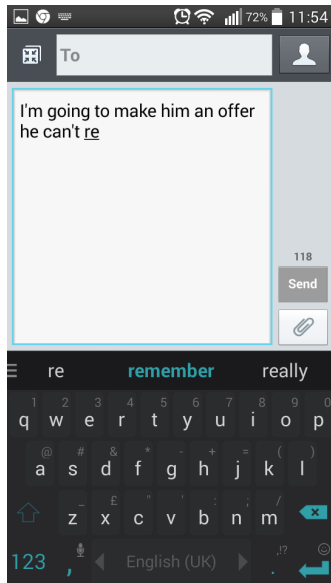 72% 11:54
To
I'm going to make him an offer
he can't re
118
Send
re remember really
1 2 3 4 5 6 7 8 9 0
q w e r t y u i o p
@ # & * - + = ( )
a s d f g h j k l
_ £ " ' : ; /
z x c v b n m
123 , English (UK) . ,!?